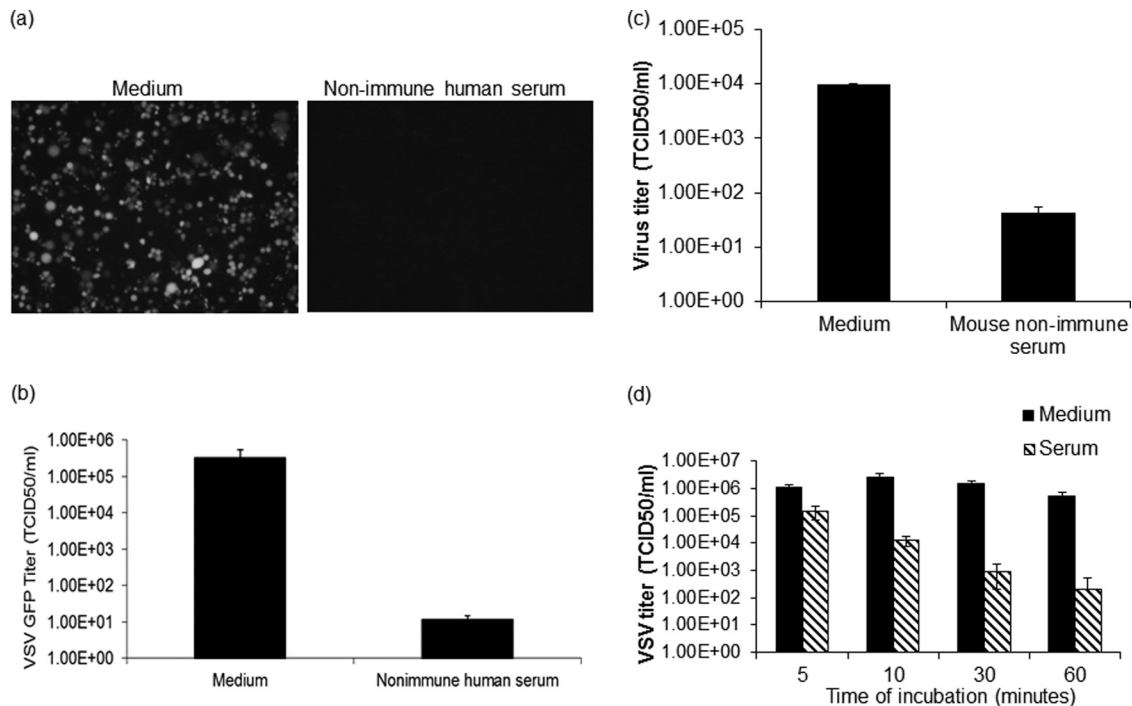 (a)
Medium
Non-immune human serum
(b)
VSV GFP Titer (TCID50/ml)
1.00E+06
1.00E+05
1.00E+04
1.00E+03
1.00E+02
1.00E+01
1.00E+00
Medium
Nonimmune human serum
(c)
Virus titer (TCID50/ml)
1.00E+05
1.00E+04
1.00E+03
1.00E+02
1.00E+01
1.00E+00
Medium
Mouse non-immune
serum
(d)
Medium
Serum
VSV titer (TCID50/ml)
1.00E+07
1.00E+06
1.00E+05
1.00E+04
1.00E+03
1.00E+02
1.00E+01
1.00E+00
5 10 30 60
Time of incubation (minutes)